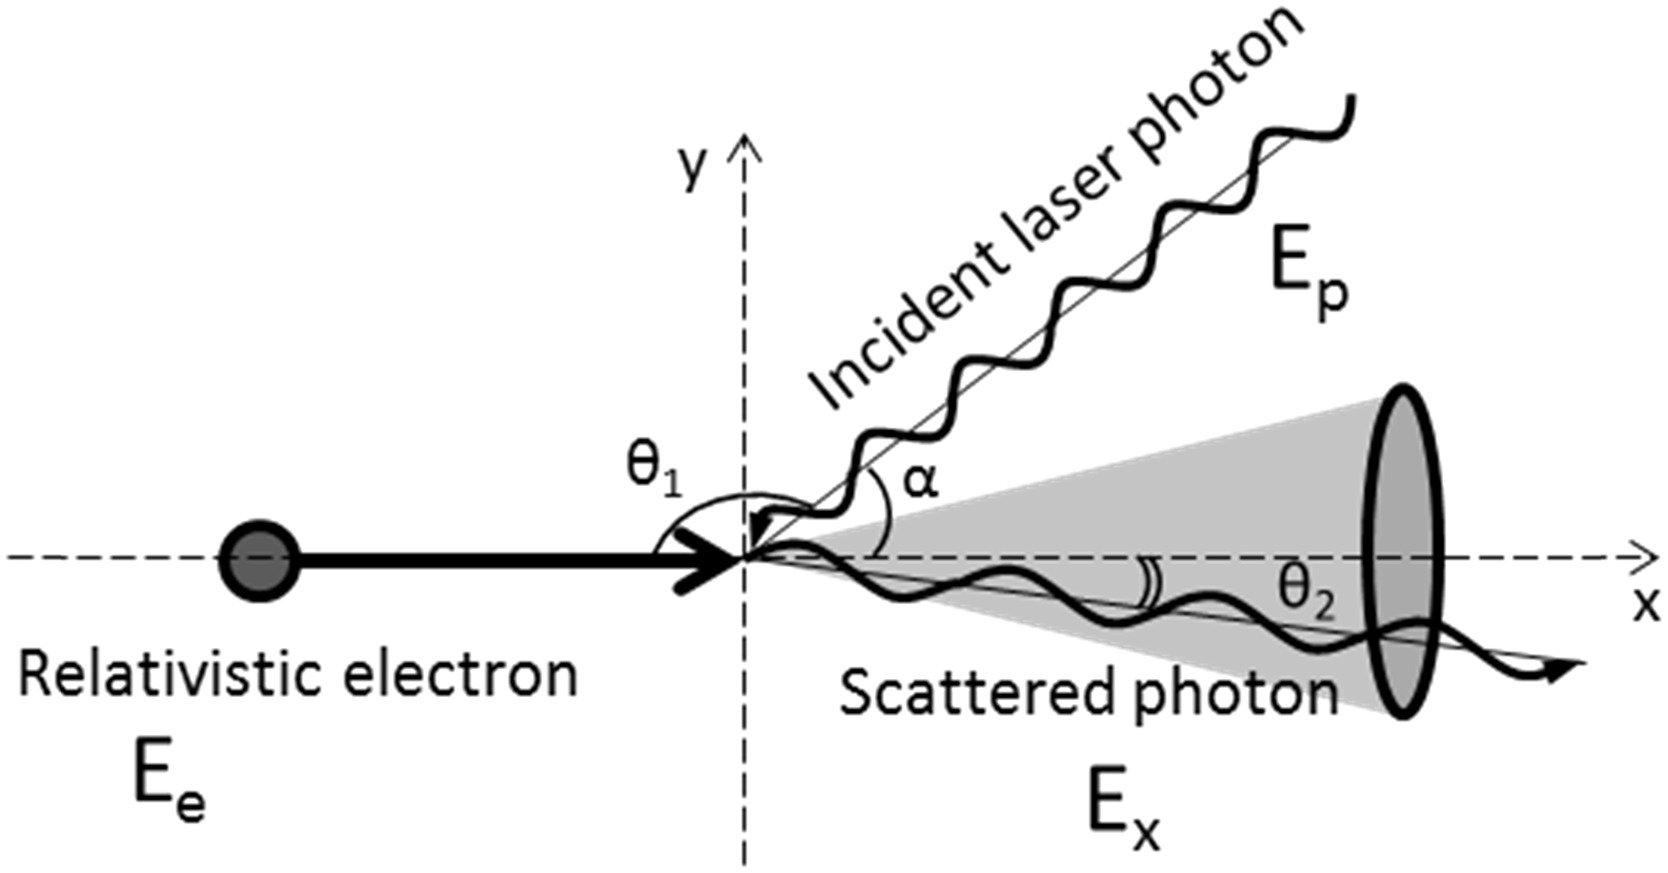 Incident laser photon
y
E_p
θ_1
α
θ_2
x
Relativistic electron
E_e
Scattered photon
E_x